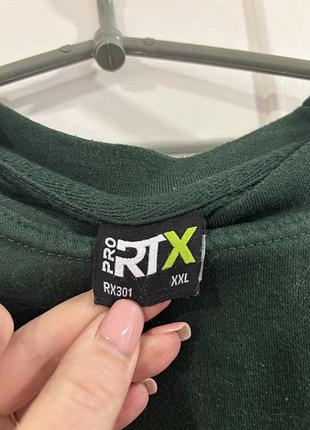 PRO RTX
RX301 XXL